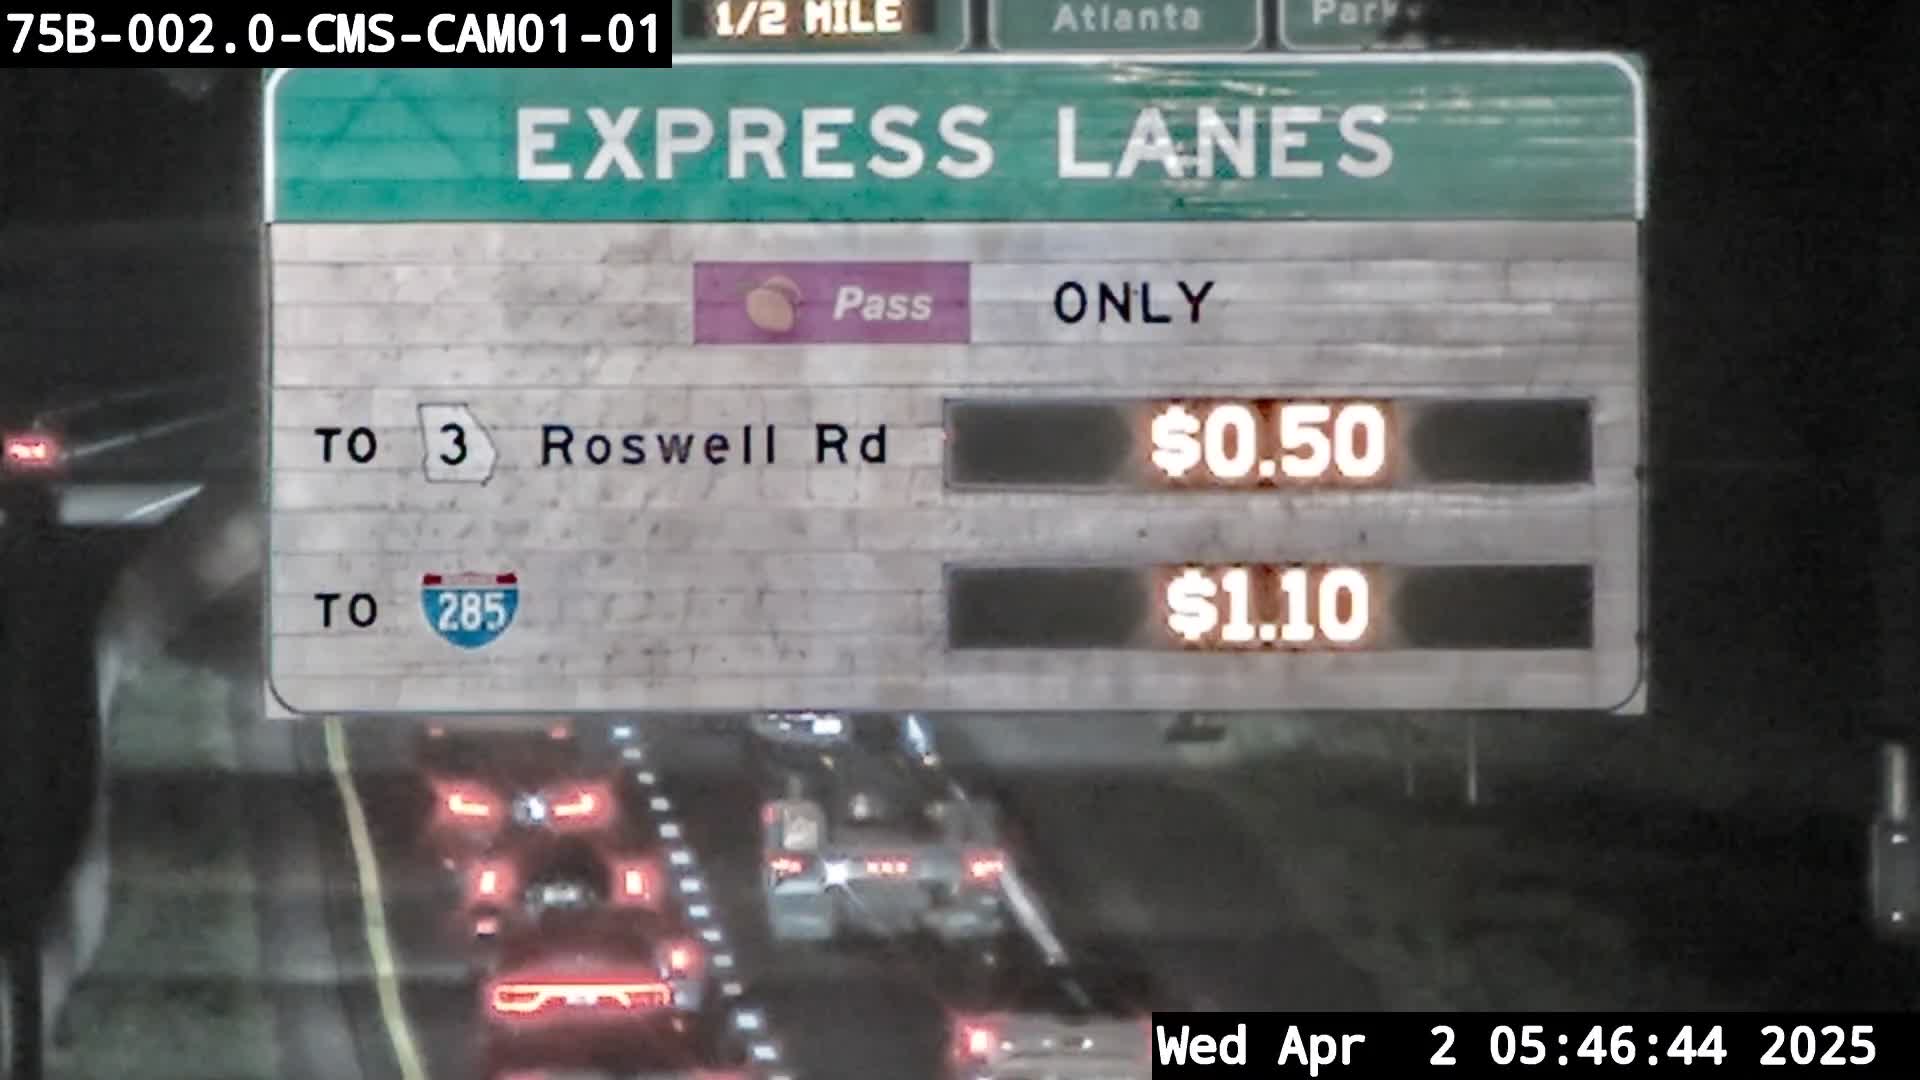 75B-002.0-CMS-CAM01-01
1/2 MILE
Atlanta
EXPRESS LANES
Pass ONLY
TO 3 Roswell Rd $0.50
TO 285 $1.10
Wed Apr 2 05:46:44 2025